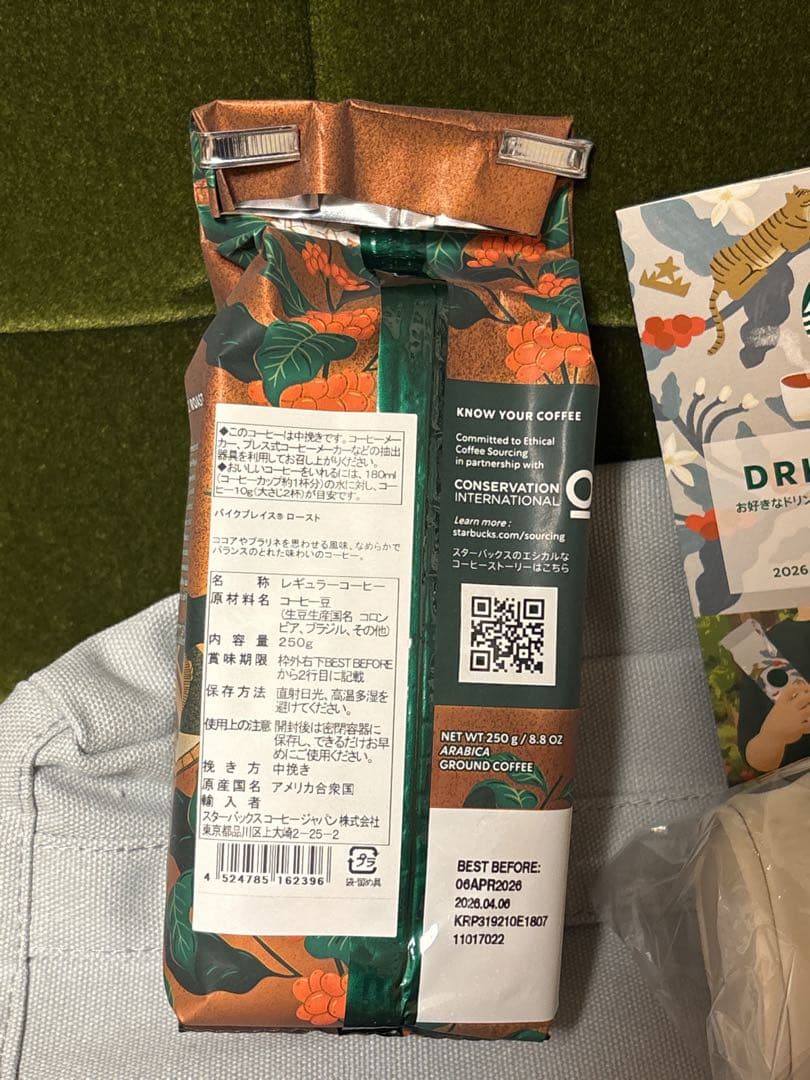 ROAST
◆このコーヒーは中挽きです。コーヒーメー
カー、プレス式コーヒーメーカーなどの抽出
器具を利用してお召し上がりください。
◆おいしいコーヒーをいれるには、180ml
(コーヒーカップ約1杯分)の水に対し、コー
ヒー10g(大さじ2杯)が目安です。
パイクプレイス® ロースト
ココアやプラリネを思わせる風味、なめらかで
バランスのとれた味わいのコーヒー。
名称 レギュラーコーヒー
原材料名 コーヒー豆
(生豆生産国名 コロン
ビア、ブラジル、その他)
内容量 250g
賞味期限 枠外右下BEST BEFORE
から2行目に記載
保存方法 直射日光、高温多湿を
避けてください。
使用上の注意 開封後は密閉容器に
保存し、できるだけお早
めにご使用ください。
挽き方 中挽き
原産国名 アメリカ合衆国
輸入者
スターバックス コーヒー ジャパン 株式会社
東京都品川区上大崎2-25-2
4 524785 162396
プラ
袋・留め具
KNOW YOUR COFFEE
Committed to Ethical
Coffee Sourcing
in partnership with
CONSERVATION
INTERNATIONAL
Learn more :
starbucks.com/sourcing
スターバックスのエシカルな
コーヒーストーリーはこちら
NET WT 250 g / 8.8 OZ
ARABICA
GROUND COFFEE
BEST BEFORE:
06APR2026
2026.04.06
KRP319210E1807
11017022
DRI
お好きなドリン
2026